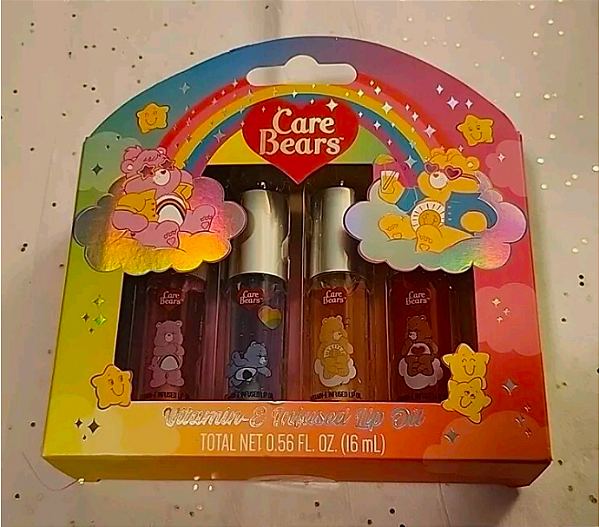 Care
Bears™
Care
Bears
Care
Bears
Care
Bears
Care
Bears
Vitamin-E Infused Lip Oil
TOTAL NET 0.56 FL. OZ. (16 mL)